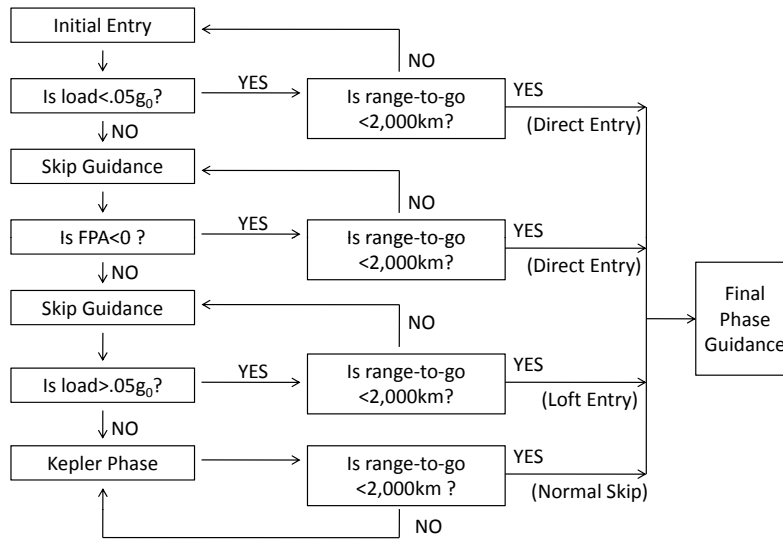 Initial Entry
NO
Is load<.05g₀?
YES
Is range-to-go
<2,000km?
YES
(Direct Entry)
NO
Skip Guidance
NO
Is FPA<0 ?
YES
Is range-to-go
<2,000km?
YES
(Direct Entry)
NO
Skip Guidance
NO
Final
Phase
Guidance
Is load>.05g₀?
YES
Is range-to-go
<2,000km?
YES
(Loft Entry)
NO
Kepler Phase
Is range-to-go
<2,000km ?
YES
(Normal Skip)
NO